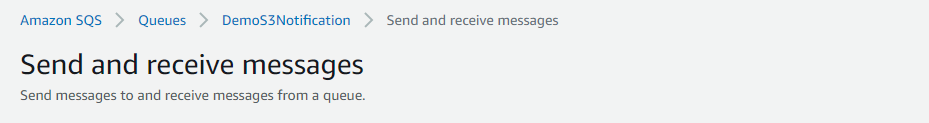 Amazon SQS > Queues > DemoS3Notification > Send and receive messages
Send and receive messages
Send messages to and receive messages from a queue.